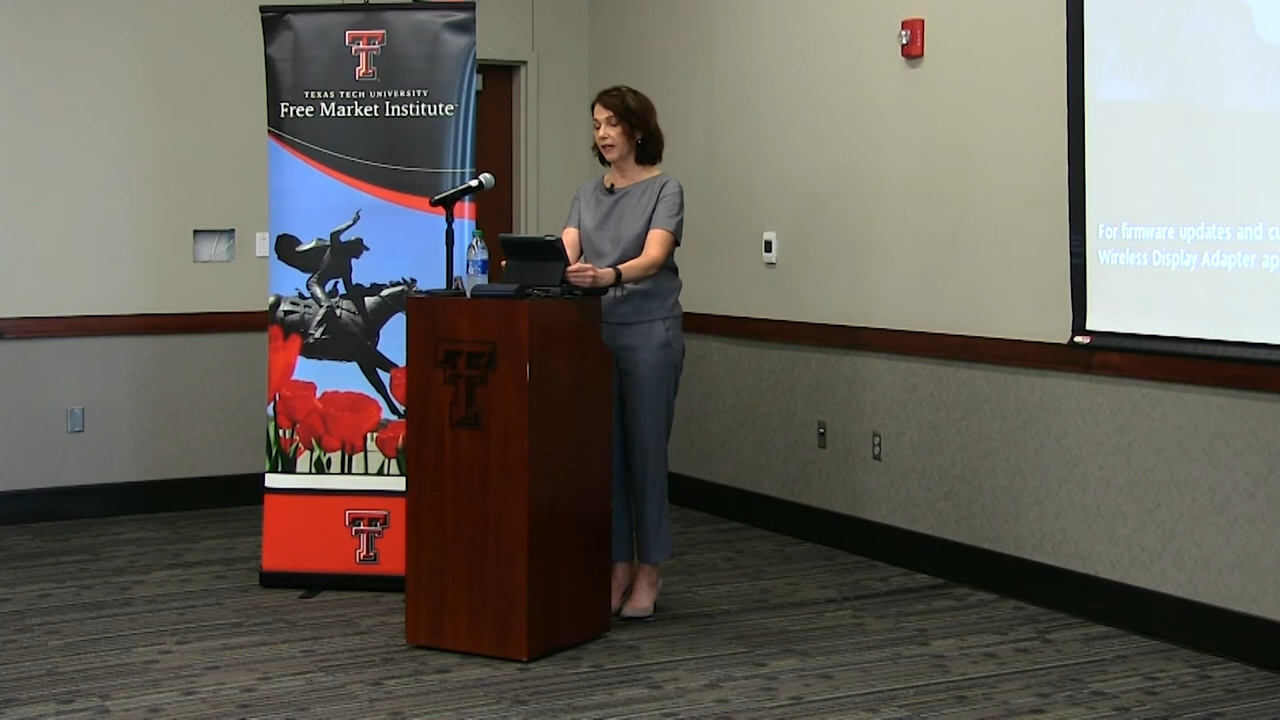 T
TEXAS TECH UNIVERSITY
Free Market Institute
T
T
For firmware updates and cu
Wireless Display Adapter ap